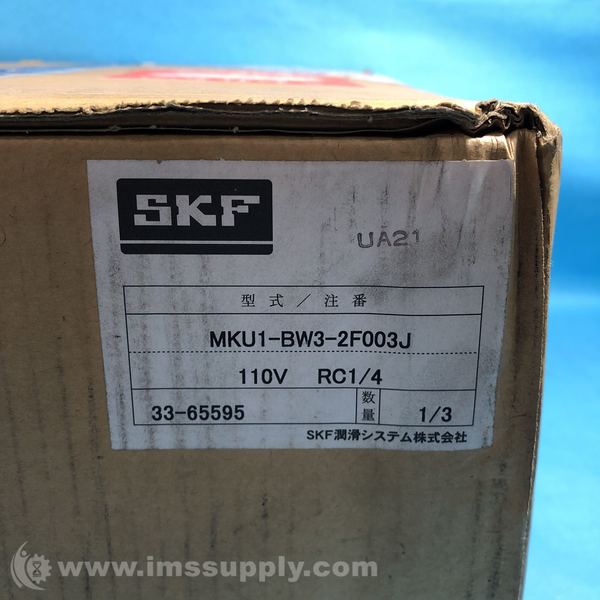 SKF
UA21
型式／注番
MKU1-BW3-2F003J
110V RC1/4
33-65595 数量 1/3
SKF潤滑システム株式会社
www.imssupply.com